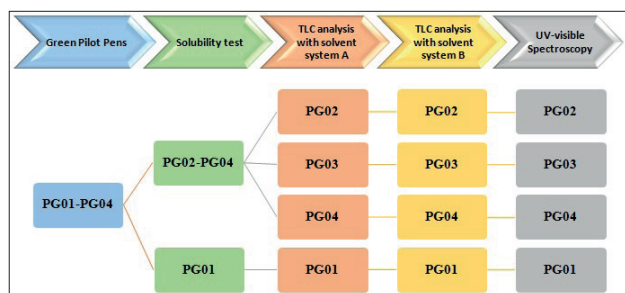 Green Pilot Pens
Solubility test
TLC analysis
with solvent
system A
TLC analysis
with solvent
system B
UV-visible
Spectroscopy
PG02
PG02
PG02
PG02-PG04
PG03
PG03
PG03
PG01-PG04
PG04
PG04
PG04
PG01
PG01
PG01
PG01